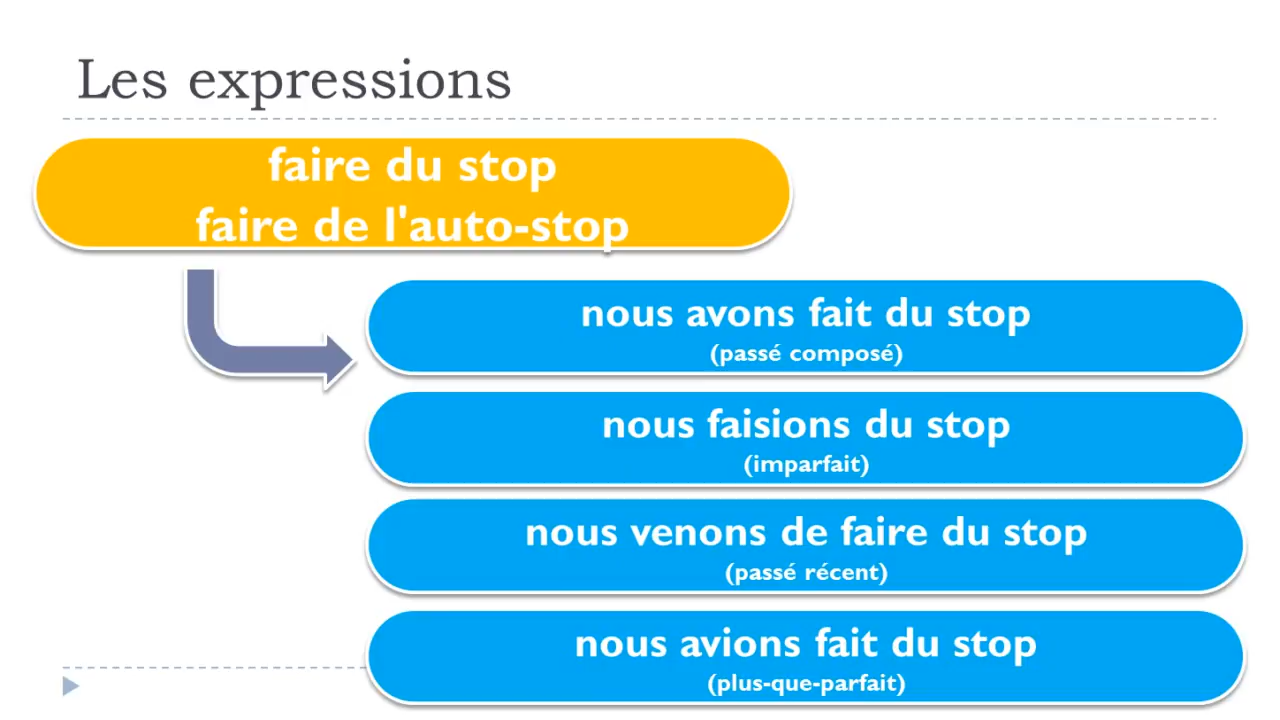 Les expressions
faire du stop
faire de l'auto-stop
nous avons fait du stop
(passé composé)
nous faisions du stop
(imparfait)
nous venons de faire du stop
(passé récent)
nous avions fait du stop
(plus-que-parfait)